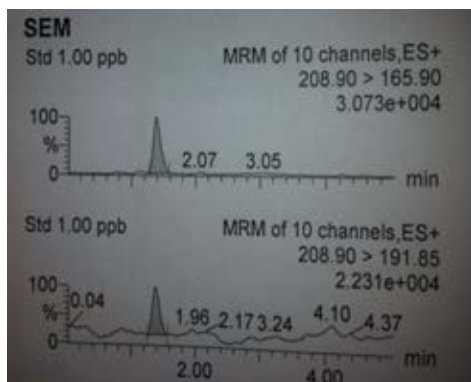 SEM
Std 1.00 ppb
MRM of 10 channels,ES+
208.90 > 165.90
3.073e+004
100
%
2.07
3.05
0
min
Std 1.00 ppb
MRM of 10 channels,ES+
208.90 > 191.85
2.231e+004
100
0.04
%
1.96
2.17
3.24
4.10
4.37
0
min
2.00
4.00